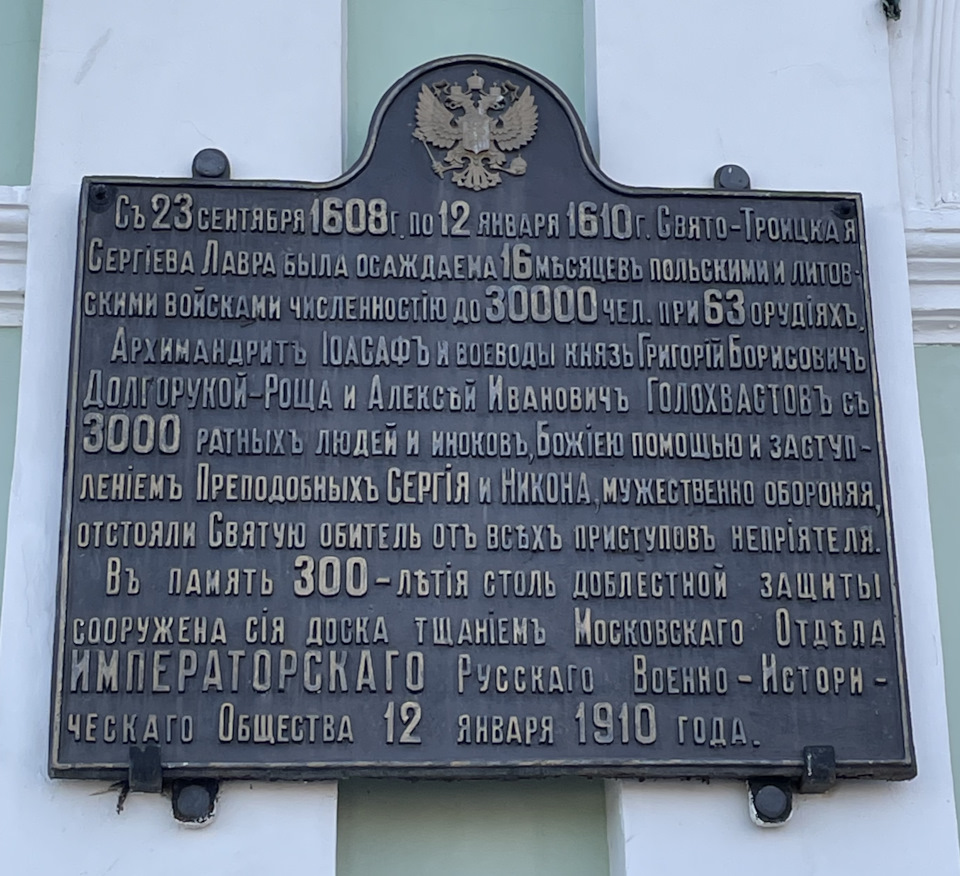 Съ 23 сентября 1608 г. по 12 января 1610 г. Свято-Троицкая
Сергіева Лавра была осаждаема 16 мѣсяцевъ польскими и литов-
скими войсками численностію до 30000 чел. при 63 орудіяхъ.
Архимандритъ Іоасафъ и воеводы князь Григорій Борисовичъ
Долгорукой-Роща и Алексѣй Ивановичъ Голохвастовъ съ
3000 ратныхъ людей и иноковъ, Божіею помощью и заступ-
леніемъ Преподобныхъ Сергія и Никона, мужественно обороняя,
отстояли Святую обитель отъ всѣхъ приступовъ непріятеля.
Въ память 300-лѣтія столь доблестной защиты
сооружена сія доска тщаніемъ Московскаго Отдѣла
ИМПЕРАТОРСКАГО Русскаго Военно-Истори-
ческаго Общества 12 января 1910 года.